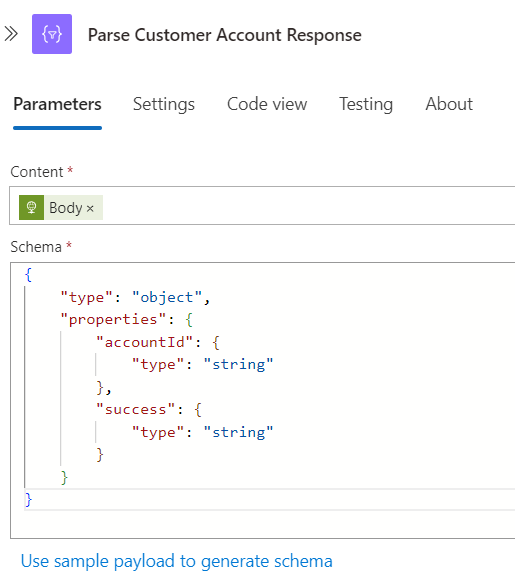 Parse Customer Account Response
Parameters Settings Code view Testing About
Content *
Body ×
Schema *
{
    "type": "object",
    "properties": {
        "accountId": {
            "type": "string"
        },
        "success": {
            "type": "string"
        }
    }
}
Use sample payload to generate schema